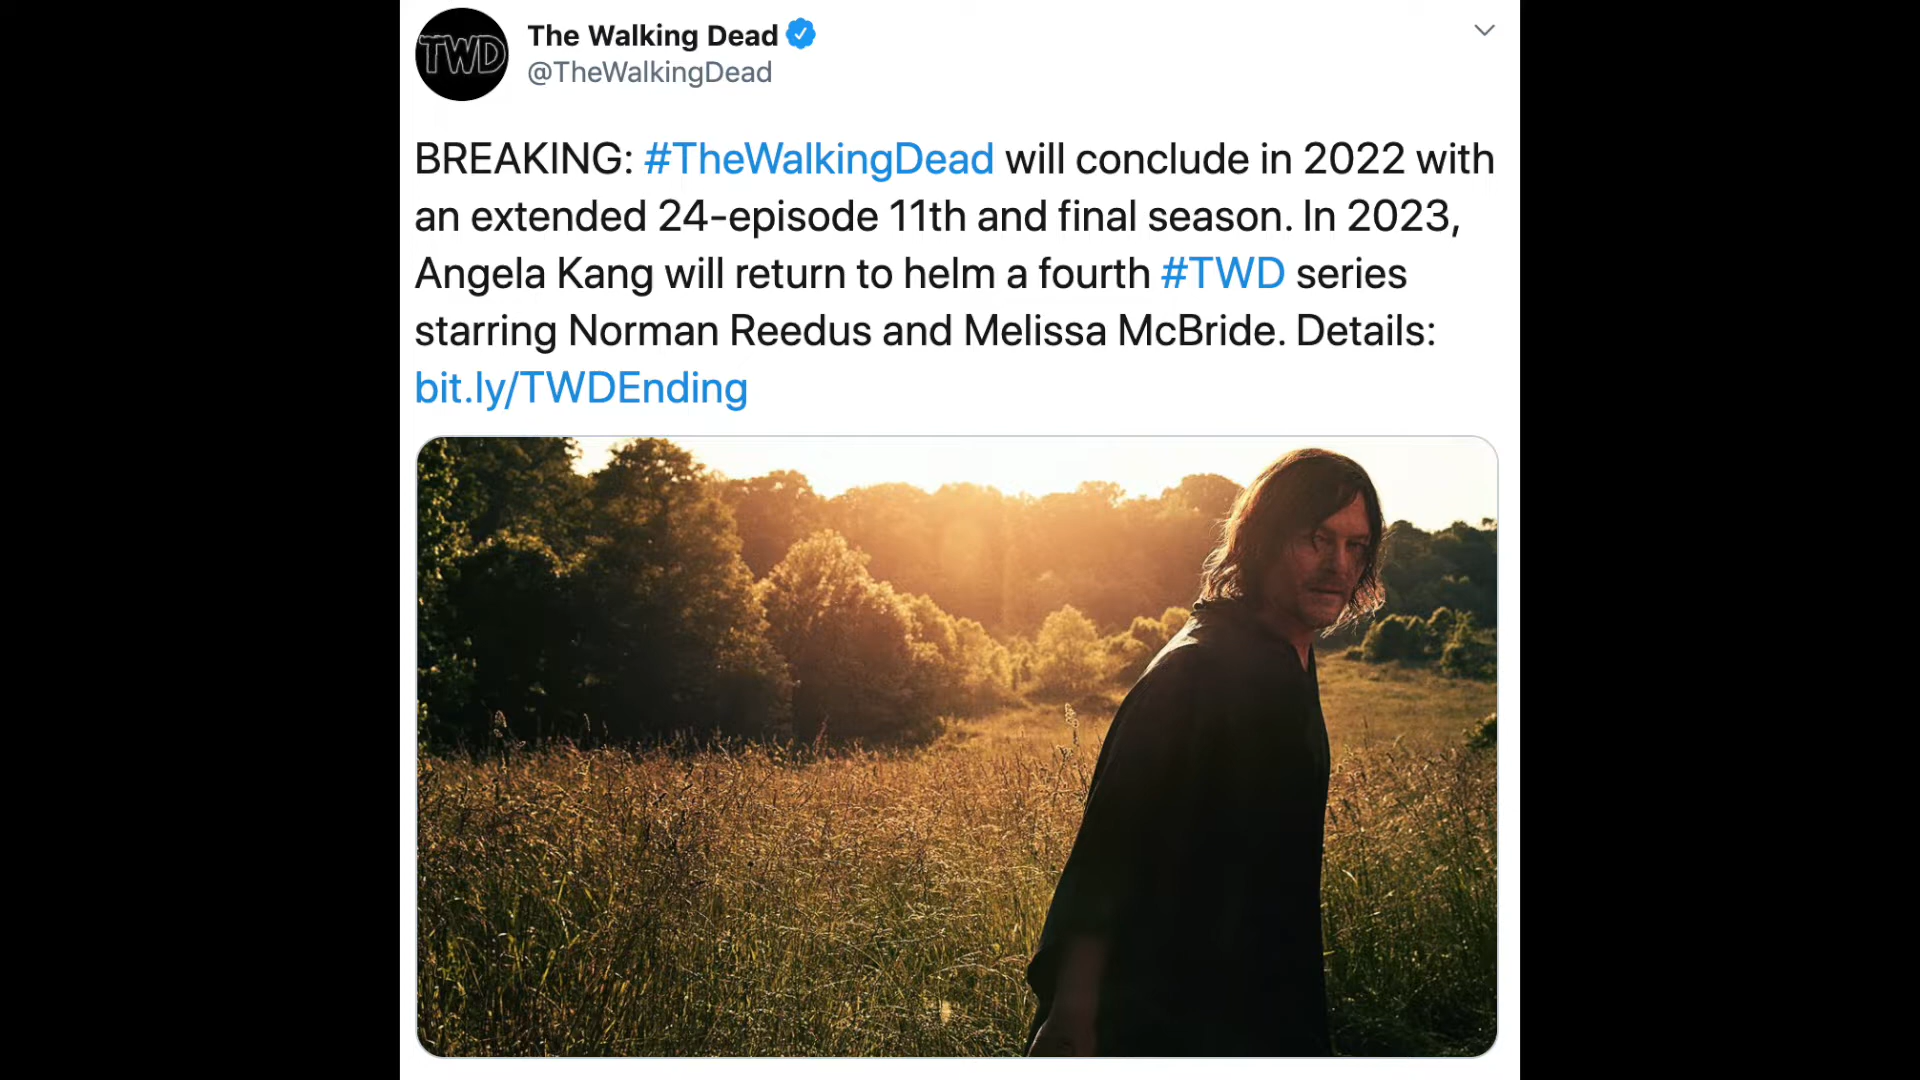 TWD
The Walking Dead
@TheWalkingDead
BREAKING: #TheWalkingDead will conclude in 2022 with
an extended 24-episode 11th and final season. In 2023,
Angela Kang will return to helm a fourth #TWD series
starring Norman Reedus and Melissa McBride. Details:
bit.ly/TWDEnding